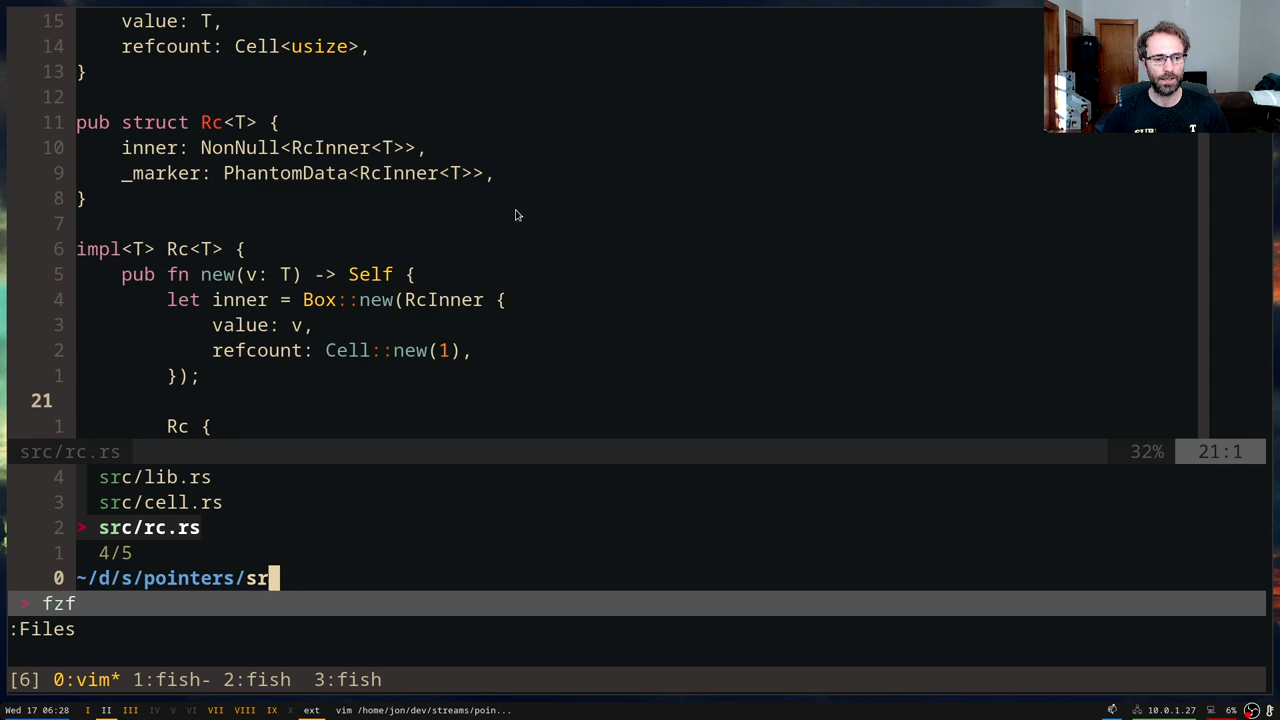 15 value: T,
14 refcount: Cell<usize>,
13 }
12
11 pub struct Rc<T> {
10 inner: NonNull<RcInner<T>>,
9 _marker: PhantomData<RcInner<T>>,
8 }
7
6 impl<T> Rc<T> {
5 pub fn new(v: T) -> Self {
4 let inner = Box::new(RcInner {
3 value: v,
2 refcount: Cell::new(1),
1 });
21
1 Rc {
src/rc.rs 32% 21:1
4 src/lib.rs
3 src/cell.rs
2 > src/rc.rs
1 4/5
0 ~/d/s/pointers/sr
> fzf
:Files
[6] 0:vim* 1:fish- 2:fish 3:fish
Wed 17 06:28 I II III IV V VI VII VIII IX X ext vim /home/jon/dev/streams/poin... 10.0.1.27 6%